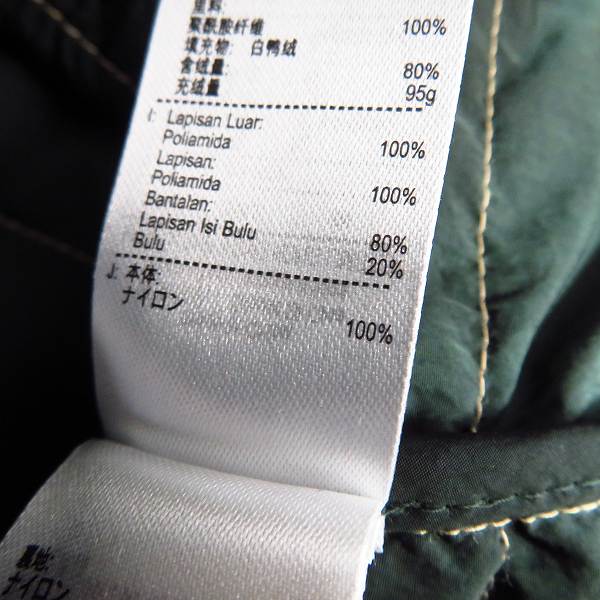 里料:
聚酰胺纤维 100%
填充物: 白鸭绒
含绒量: 80%
充绒量: 95g
I: Lapisan Luar:
Poliamida 100%
Lapisan:
Poliamida 100%
Bantalan:
Lapisan Isi Bulu 80%
Bulu 20%
J: 本体:
ナイロン 100%
裏地:
ナイロン